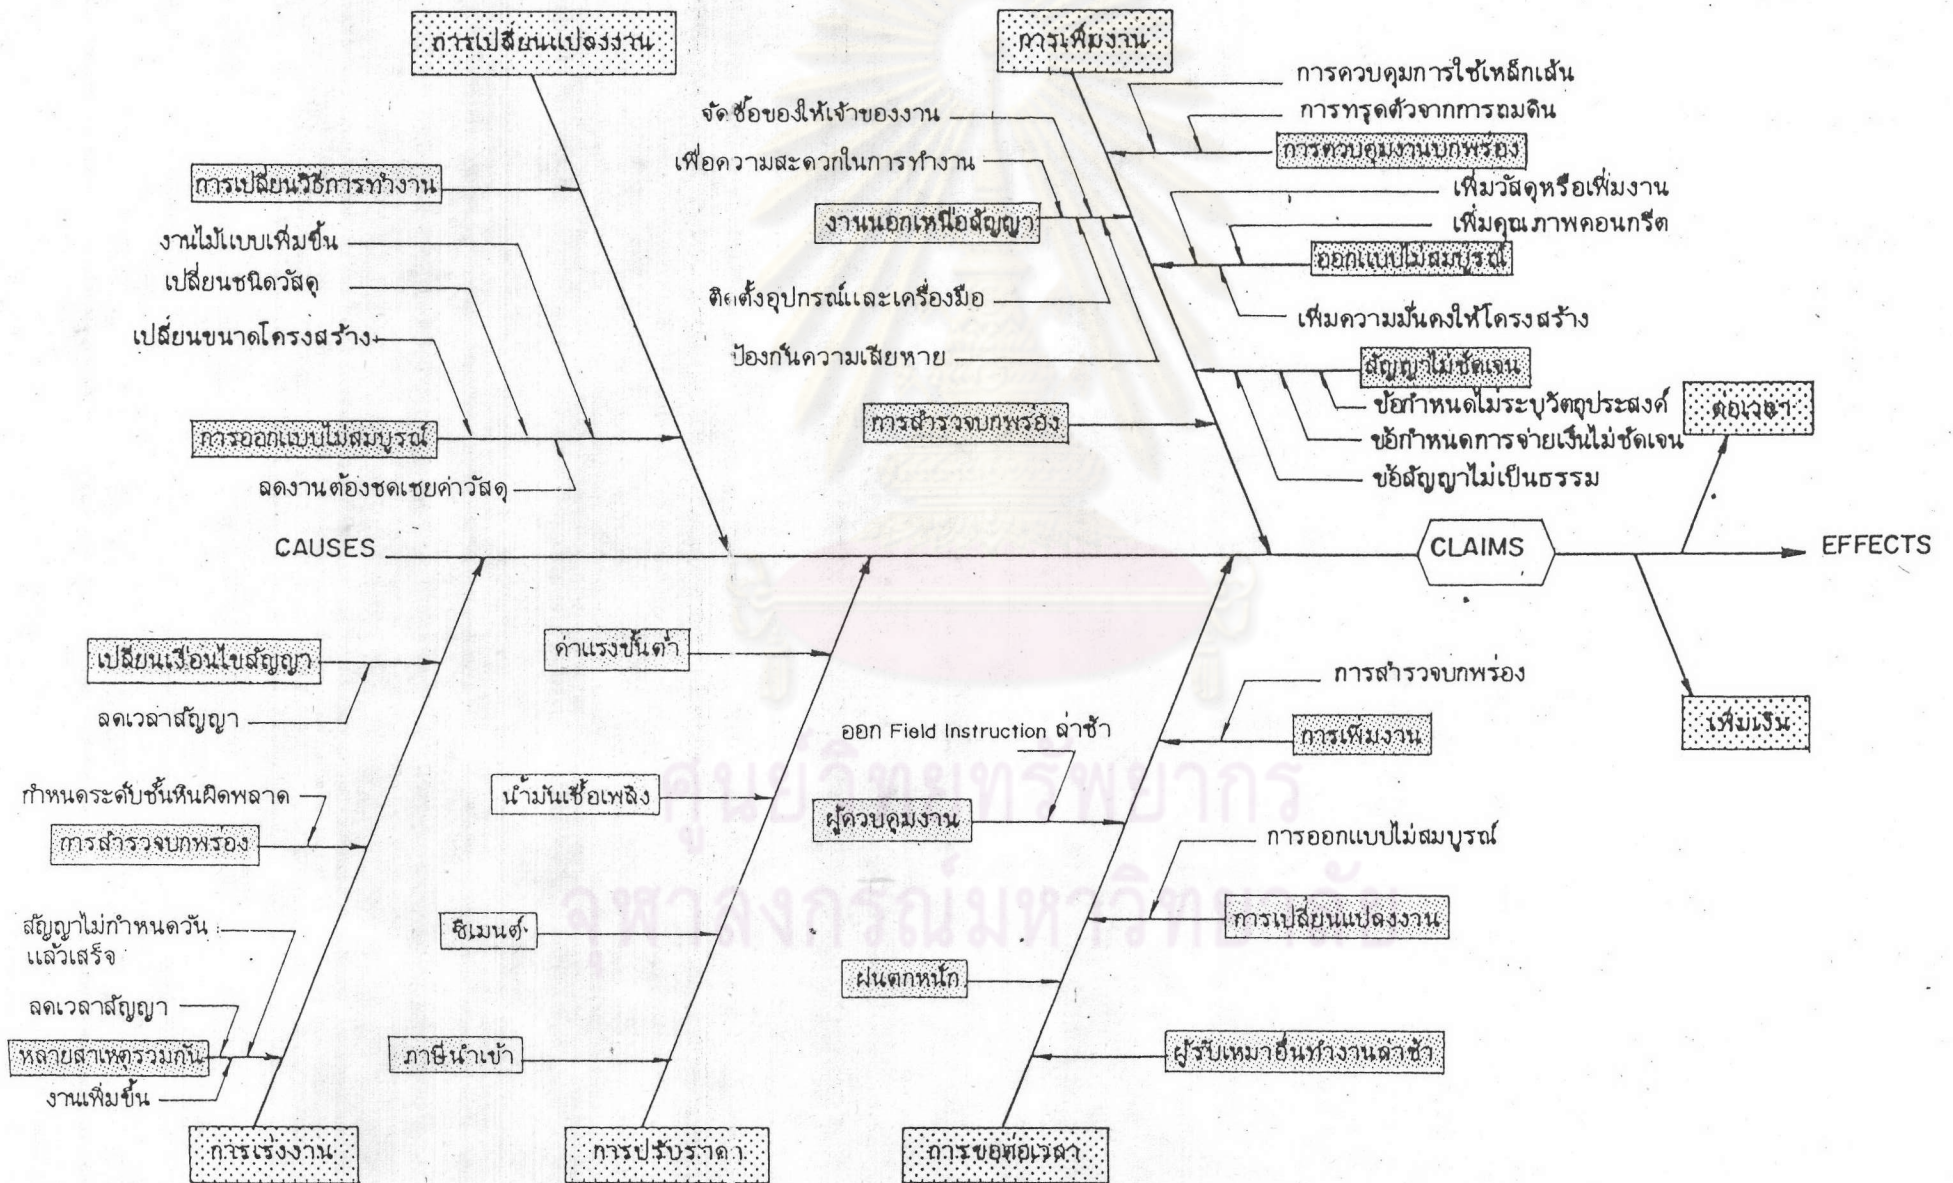 การเปลี่ยนแปลงงาน
การเพิ่มงาน
การควบคุมการใช้เหล็กเส้น
การทรุดตัวจากการถมดิน
การควบคุมงานบกพร่อง
จัดซื้อของให้เจ้าของงาน
เพื่อความสะดวกในการทำงาน
งานนอกเหนือสัญญา
การเปลี่ยนวิธีการทำงาน
เพิ่มวัสดุหรือเพิ่มงาน
เพิ่มคุณภาพคอนกรีต
ออกแบบไม่สมบูรณ์
งานไม้แบบเพิ่มขึ้น
เปลี่ยนชนิดวัสดุ
เปลี่ยนขนาดโครงสร้าง
ติดตั้งอุปกรณ์และเครื่องมือ
เพิ่มความมั่นคงให้โครงสร้าง
ป้องกันความเสียหาย
สัญญาไม่ชัดเจน
ข้อกำหนดไม่ระบุวัตถุประสงค์
ข้อกำหนดการจ่ายเงินไม่ชัดเจน
ข้อสัญญาไม่เป็นธรรม
การสำรวจบกพร่อง
การออกแบบไม่สมบูรณ์
ลดงานต้องชดเชยค่าวัสดุ
ต่อเวลา
CAUSES
CLAIMS
EFFECTS
เพิ่มเงิน
เปลี่ยนเงื่อนไขสัญญา
ลดเวลาสัญญา
ค่าแรงขั้นต่ำ
การสำรวจบกพร่อง
การเพิ่มงาน
ออก Field Instruction ล่าช้า
ผู้ควบคุมงาน
น้ำมันเชื้อเพลิง
กำหนดระดับชั้นหินผิดพลาด
การสำรวจบกพร่อง
การออกแบบไม่สมบูรณ์
การเปลี่ยนแปลงงาน
ซีเมนต์
ฝนตกหนัก
สัญญาไม่กำหนดวัน
แล้วเสร็จ
ลดเวลาสัญญา
หลายสาเหตุรวมกัน
งานเพิ่มขึ้น
ภาษีนำเข้า
ผู้รับเหมาอื่นทำงานล่าช้า
การเร่งงาน
การปรับราคา
การขอต่อเวลา
ศูนย์วิทยทรัพยากร
จุฬาลงกรณ์มหาวิทยาลัย